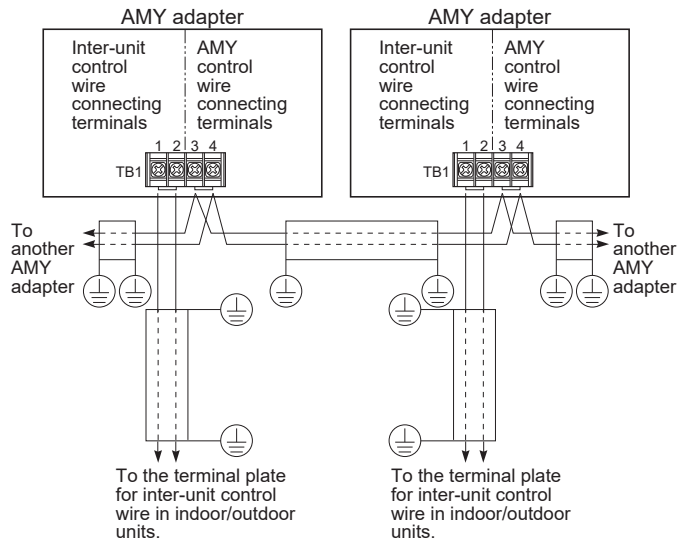 AMY adapter
Inter-unit
control
wire
connecting
terminals
AMY
control
wire
connecting
terminals
1 2 3 4
TB1
AMY adapter
Inter-unit
control
wire
connecting
terminals
AMY
control
wire
connecting
terminals
1 2 3 4
TB1
To
another
AMY
adapter
To
another
AMY
adapter
To the terminal plate
for inter-unit control
wire in indoor/outdoor
units.
To the terminal plate
for inter-unit control
wire in indoor/outdoor
units.